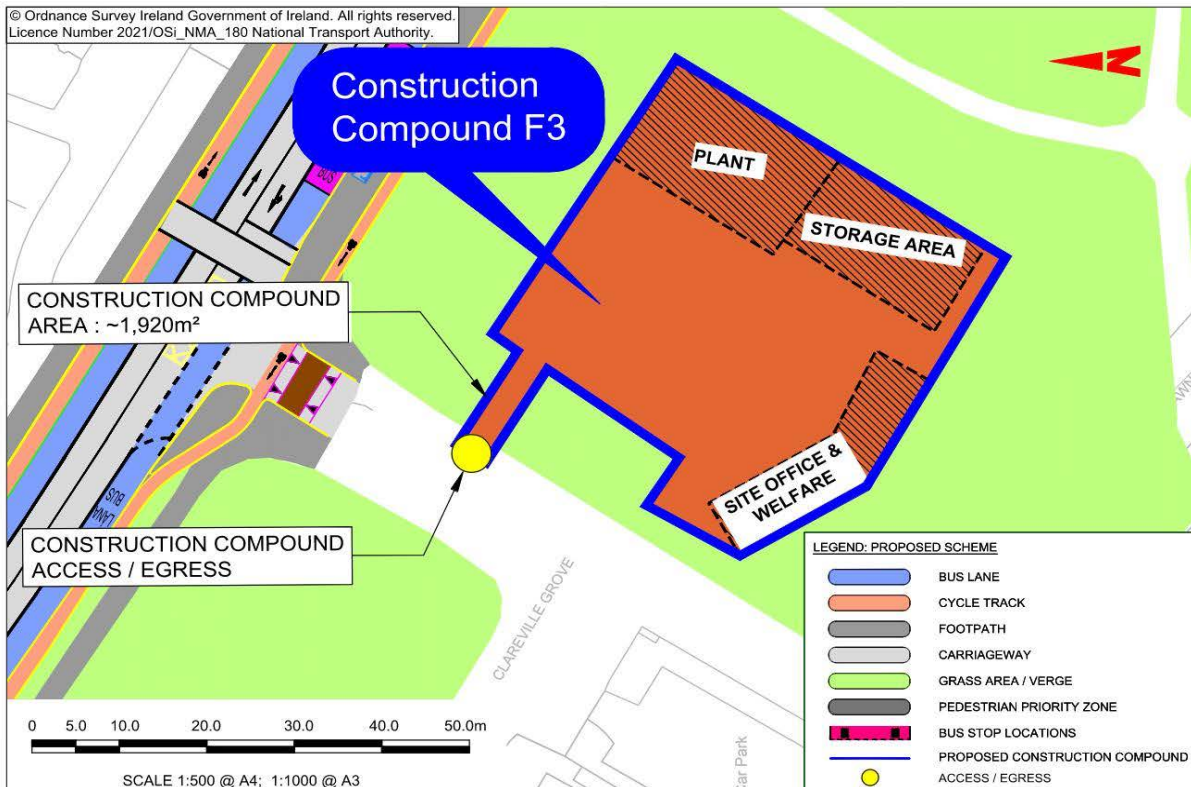 © Ordnance Survey Ireland Government of Ireland. All rights reserved.
Licence Number 2021/OSi_NMA_180 National Transport Authority.
N
Construction
Compound F3
BUS
PLANT
STORAGE AREA
CONSTRUCTION COMPOUND
AREA : ~1,920m²
SITE OFFICE &
WELFARE
BUS
LANA
CONSTRUCTION COMPOUND
ACCESS / EGRESS
CLAREVILLE GROVE
Car Park
0 5.0 10.0 20.0 30.0 40.0 50.0m
SCALE 1:500 @ A4; 1:1000 @ A3
LEGEND: PROPOSED SCHEME
BUS LANE
CYCLE TRACK
FOOTPATH
CARRIAGEWAY
GRASS AREA / VERGE
PEDESTRIAN PRIORITY ZONE
BUS STOP LOCATIONS
PROPOSED CONSTRUCTION COMPOUND
ACCESS / EGRESS